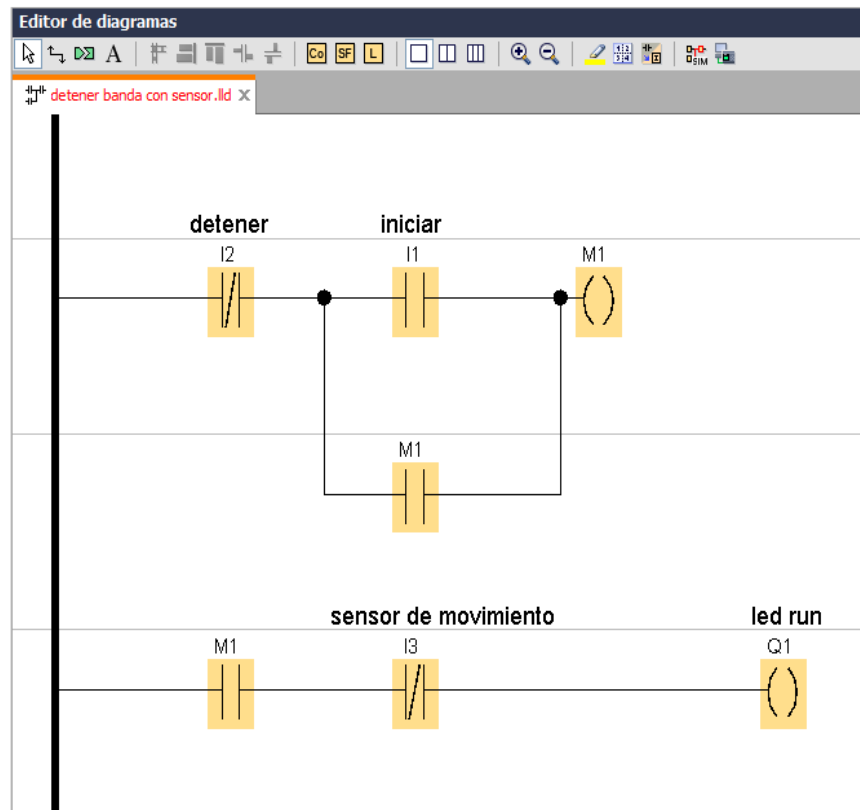 Editor de diagramas
A Co SF L 1 2 3 4 SIM
detener banda con sensor.lld X
detener iniciar
I2 I1 M1
M1
sensor de movimiento led run
M1 I3 Q1